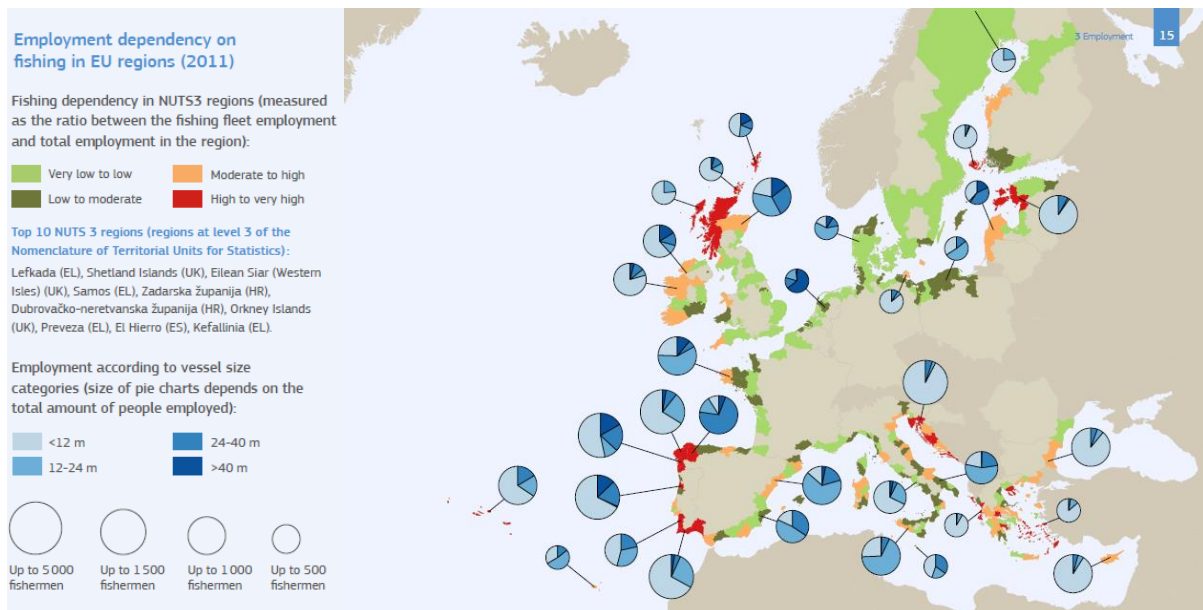 Employment dependency on
fishing in EU regions (2011)
Fishing dependency in NUTS3 regions (measured
as the ratio between the fishing fleet employment
and total employment in the region):
Very low to low
Moderate to high
Low to moderate
High to very high
Top 10 NUTS 3 regions (regions at level 3 of the
Nomenclature of Territorial Units for Statistics):
Lefkada (EL), Shetland Islands (UK), Eilean Siar (Western
Isles) (UK), Samos (EL), Zadarska županija (HR),
Dubrovačko-neretvanska županija (HR), Orkney Islands
(UK), Preveza (EL), El Hierro (ES), Kefallinia (EL).
Employment according to vessel size
categories (size of pie charts depends on the
total amount of people employed):
<12 m
24-40 m
12-24 m
>40 m
Up to 5 000
fishermen
Up to 1 500
fishermen
Up to 1 000
fishermen
Up to 500
fishermen
3 Employment
15